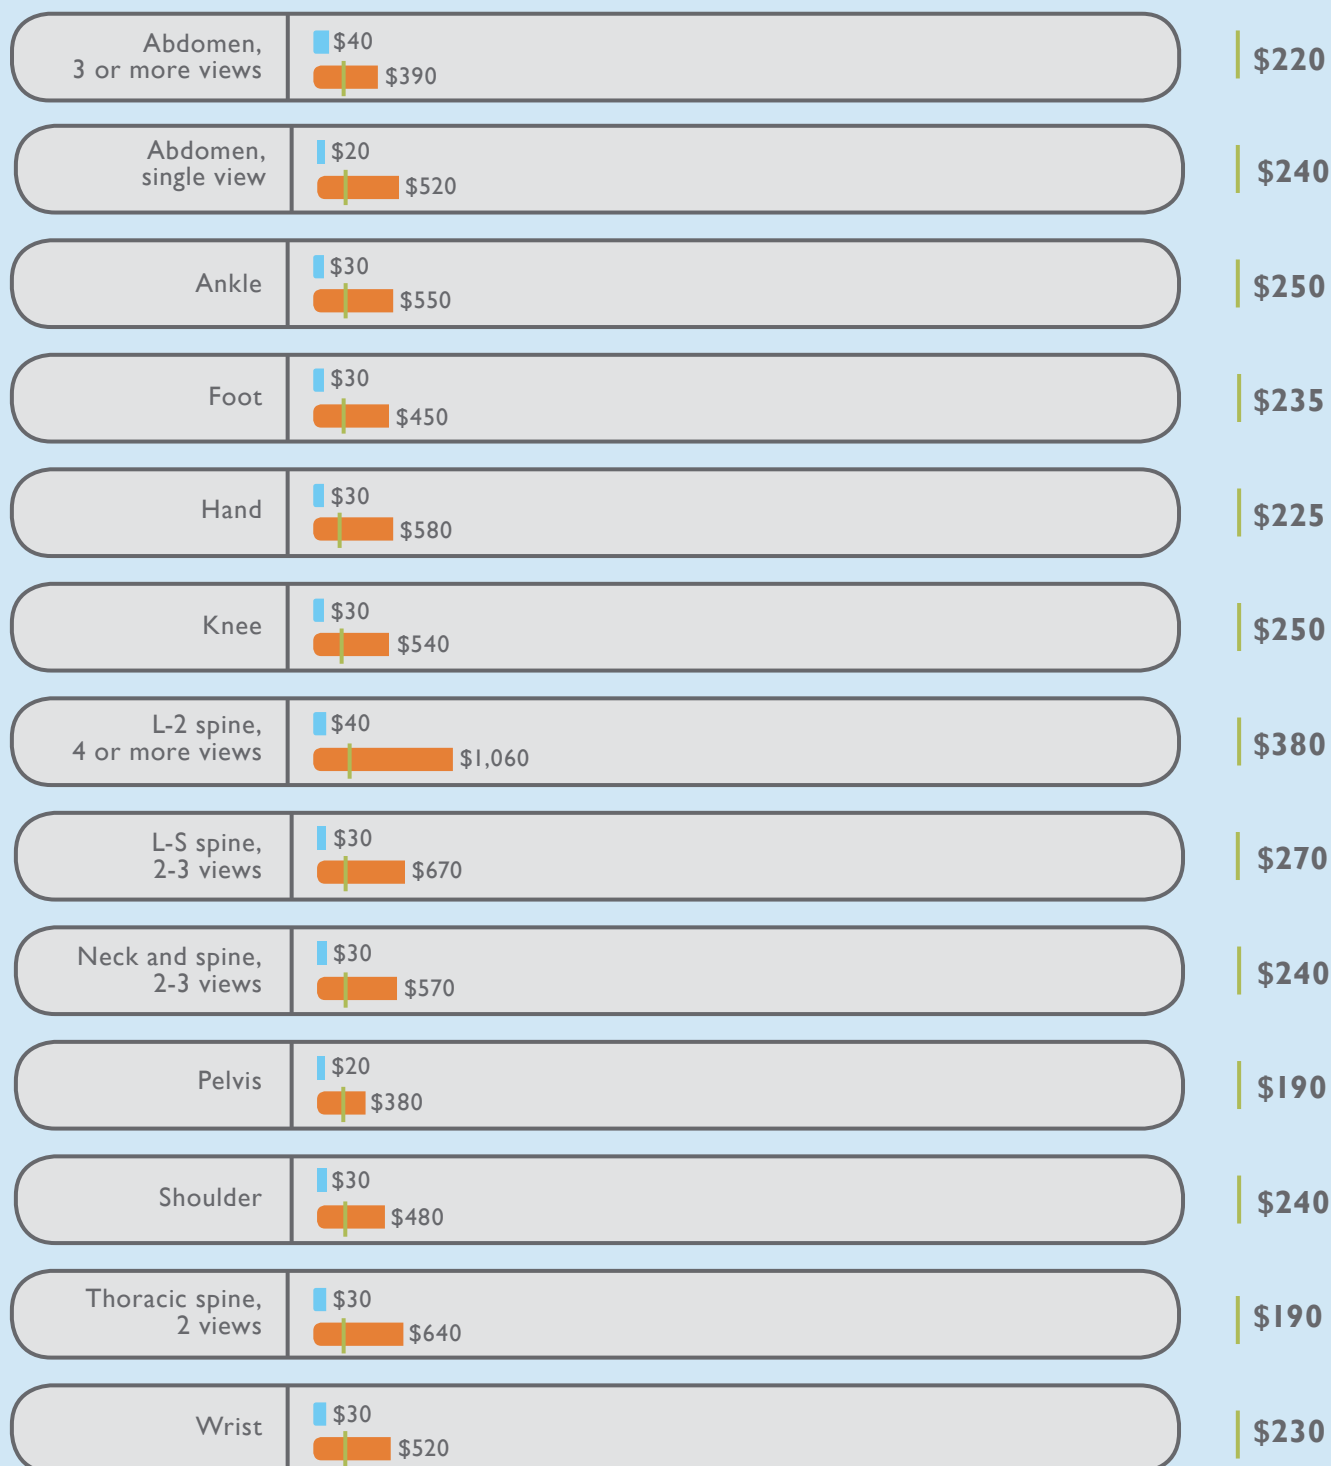 Abdomen,
3 or more views
$40
$390
$220
Abdomen,
single view
$20
$520
$240
Ankle
$30
$550
$250
Foot
$30
$450
$235
Hand
$30
$580
$225
Knee
$30
$540
$250
L-2 spine,
4 or more views
$40
$1,060
$380
L-S spine,
2-3 views
$30
$670
$270
Neck and spine,
2-3 views
$30
$570
$240
Pelvis
$20
$380
$190
Shoulder
$30
$480
$240
Thoracic spine,
2 views
$30
$640
$190
Wrist
$30
$520
$230